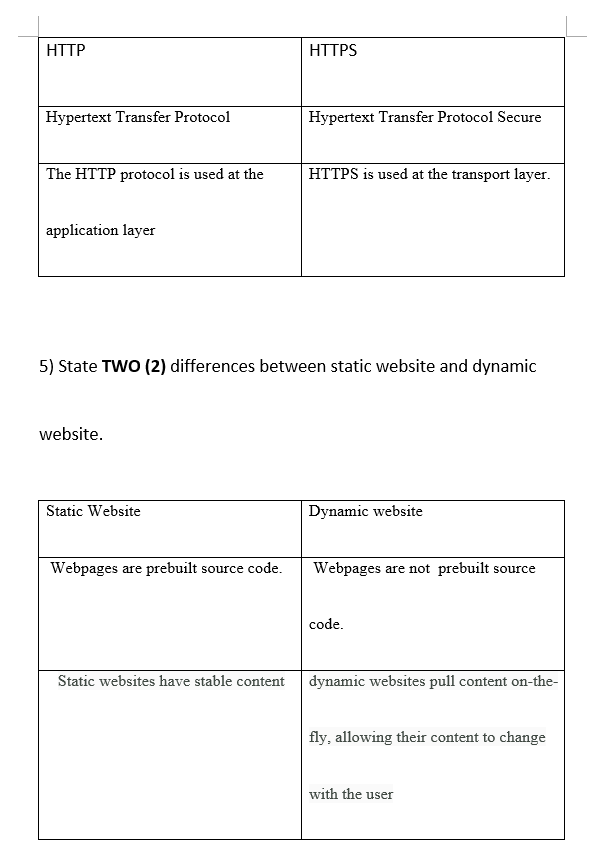 HTTP
HTTPS
Hypertext Transfer Protocol
Hypertext Transfer Protocol Secure
The HTTP protocol is used at the
application layer
HTTPS is used at the transport layer.
5) State TWO (2) differences between static website and dynamic
website.
Static Website
Dynamic website
Webpages are prebuilt source code.
Webpages are not  prebuilt source
code.
Static websites have stable content
dynamic websites pull content on-the-
fly, allowing their content to change
with the user